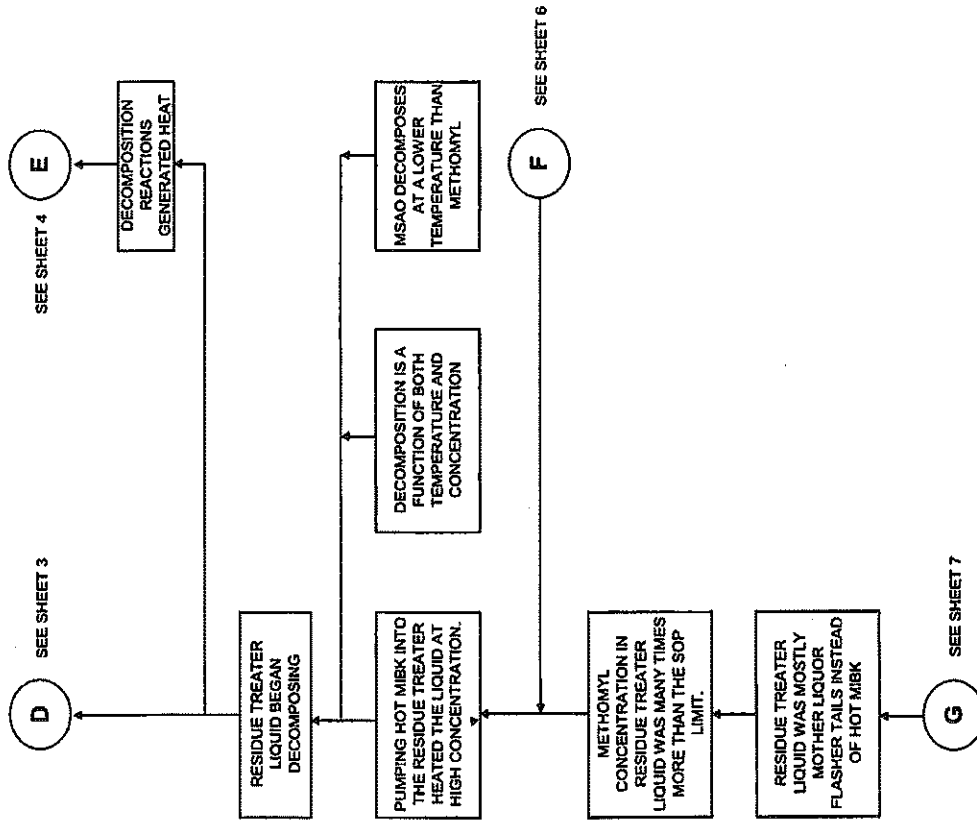 D
SEE SHEET 3
SEE SHEET 4
E
DECOMPOSITION
REACTIONS
GENERATED HEAT
RESIDUE TREATER
LIQUID BEGAN
DECOMPOSING
PUMPING HOT MIBK INTO
THE RESIDUE TREATER
HEATED THE LIQUID AT
HIGH CONCENTRATION.
DECOMPOSITION IS A
FUNCTION OF BOTH
TEMPERATURE AND
CONCENTRATION
MSAO DECOMPOSES
AT A LOWER
TEMPERATURE THAN
METHOMYL
F
SEE SHEET 6
METHOMYL
CONCENTRATION IN
RESIDUE TREATER
LIQUID WAS MANY TIMES
MORE THAN THE SOP
LIMIT.
RESIDUE TREATER
LIQUID WAS MOSTLY
MOTHER LIQUOR
FLASHER TAILS INSTEAD
OF HOT MIBK
G
SEE SHEET 7